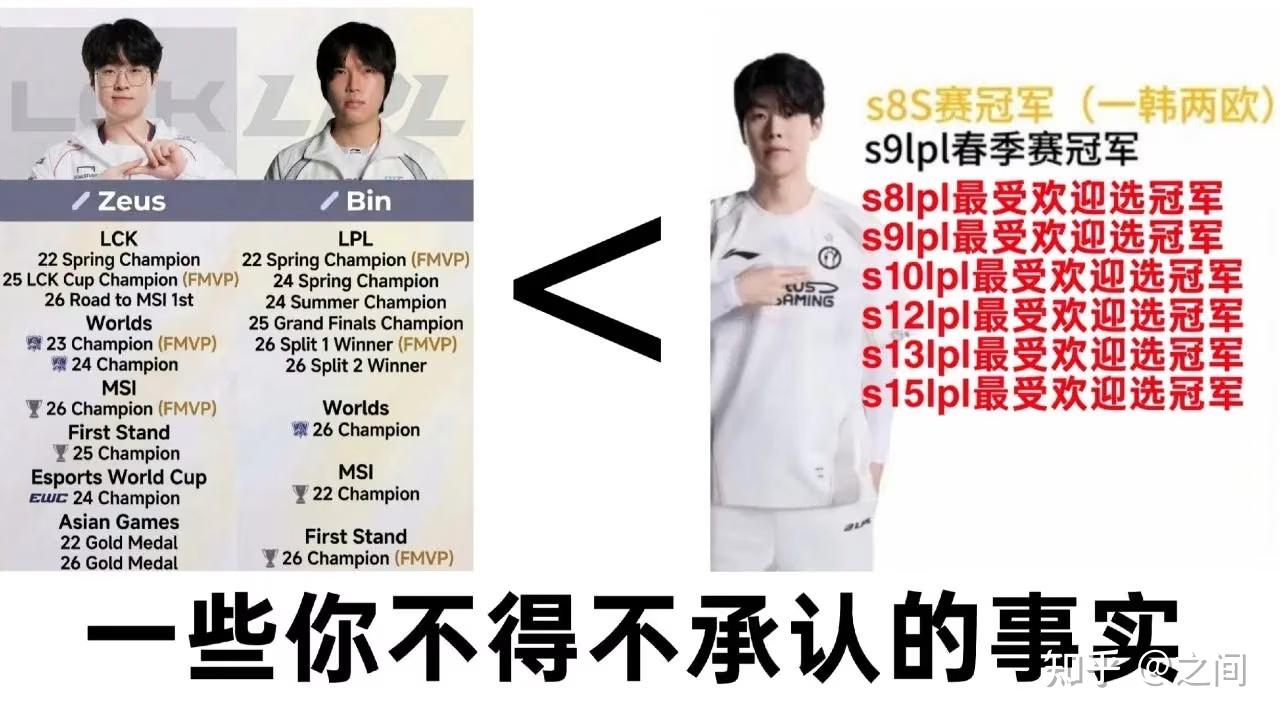 LCK
LPL
Zeus
Bin
LCK
22 Spring Champion
25 LCK Cup Champion (FMVP)
26 Road to MSI 1st
Worlds
23 Champion (FMVP)
24 Champion
MSI
26 Champion (FMVP)
First Stand
25 Champion
Esports World Cup
EWC 24 Champion
Asian Games
22 Gold Medal
26 Gold Medal
LPL
22 Spring Champion (FMVP)
24 Spring Champion
24 Summer Champion
25 Grand Finals Champion
26 Split 1 Winner (FMVP)
26 Split 2 Winner
Worlds
26 Champion
MSI
22 Champion
First Stand
26 Champion (FMVP)
<
iG
GAMING
s8S赛冠军（一韩两欧）
s9lpl春季赛冠军
s8lpl最受欢迎选冠军
s9lpl最受欢迎选冠军
s10lpl最受欢迎选冠军
s12lpl最受欢迎选冠军
s13lpl最受欢迎选冠军
s15lpl最受欢迎选冠军
一些你不得不承认的事实
知乎 @之间